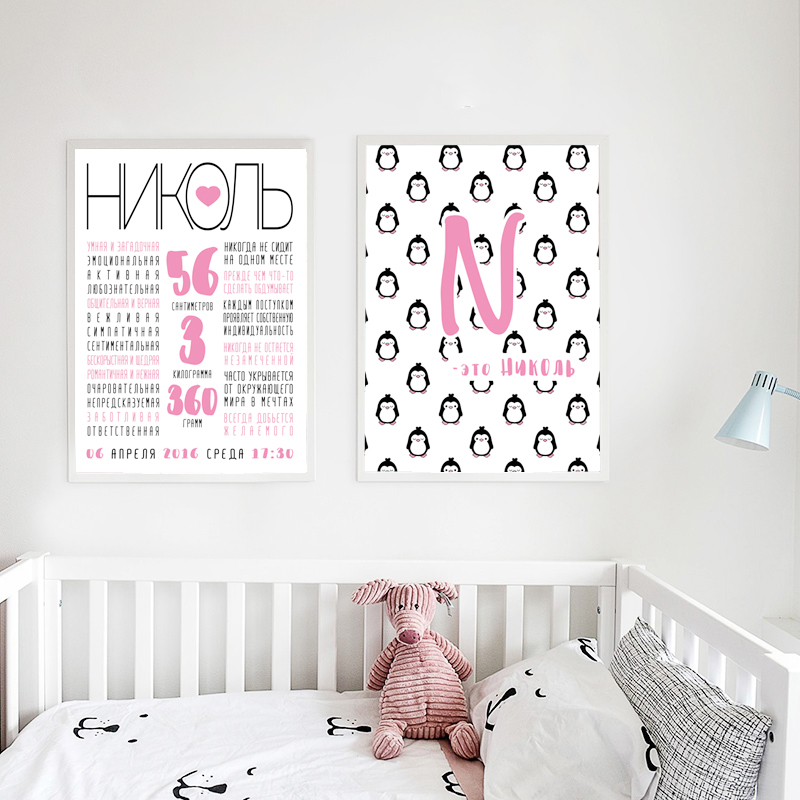 НИКОЛЬ
УМНАЯ И ЗАГАДОЧНАЯ
ЭМОЦИОНАЛЬНАЯ
АКТИВНАЯ
ЛЮБОЗНАТЕЛЬНАЯ
ОБЩИТЕЛЬНАЯ И ВЕРНАЯ
ВЕЖЛИВАЯ
СИМПАТИЧНАЯ
СЕНТИМЕНТАЛЬНАЯ
БЕСКОРЫСТНАЯ И ЩЕДРАЯ
РОМАНТИЧНАЯ И НЕЖНАЯ
ОЧАРОВАТЕЛЬНАЯ
НЕПРЕДСКАЗУЕМАЯ
ЗАБОТЛИВАЯ
ОТВЕТСТВЕННАЯ
56
САНТИМЕТРОВ
3
КИЛОГРАММА
360
ГРАММ
НИКОГДА НЕ СИДИТ
НА ОДНОМ МЕСТЕ
ПРЕЖДЕ ЧЕМ ЧТО-ТО
СДЕЛАТЬ ОБДУМЫВАЕТ
КАЖДЫМ ПОСТУПКОМ
ПРОЯВЛЯЕТ СОБСТВЕННУЮ
ИНДИВИДУАЛЬНОСТЬ
НИКОГДА НЕ ОСТАЕТСЯ
НЕЗАМЕЧЕННОЙ
ЧАСТО УКРЫВАЕТСЯ
ОТ ОКРУЖАЮЩЕГО
МИРА В МЕЧТАХ
ВСЕГДА ДОБЬЕТСЯ
ЖЕЛАЕМОГО
06 АПРЕЛЯ 2016 СРЕДА 17:30
N
-это НИКОЛЬ